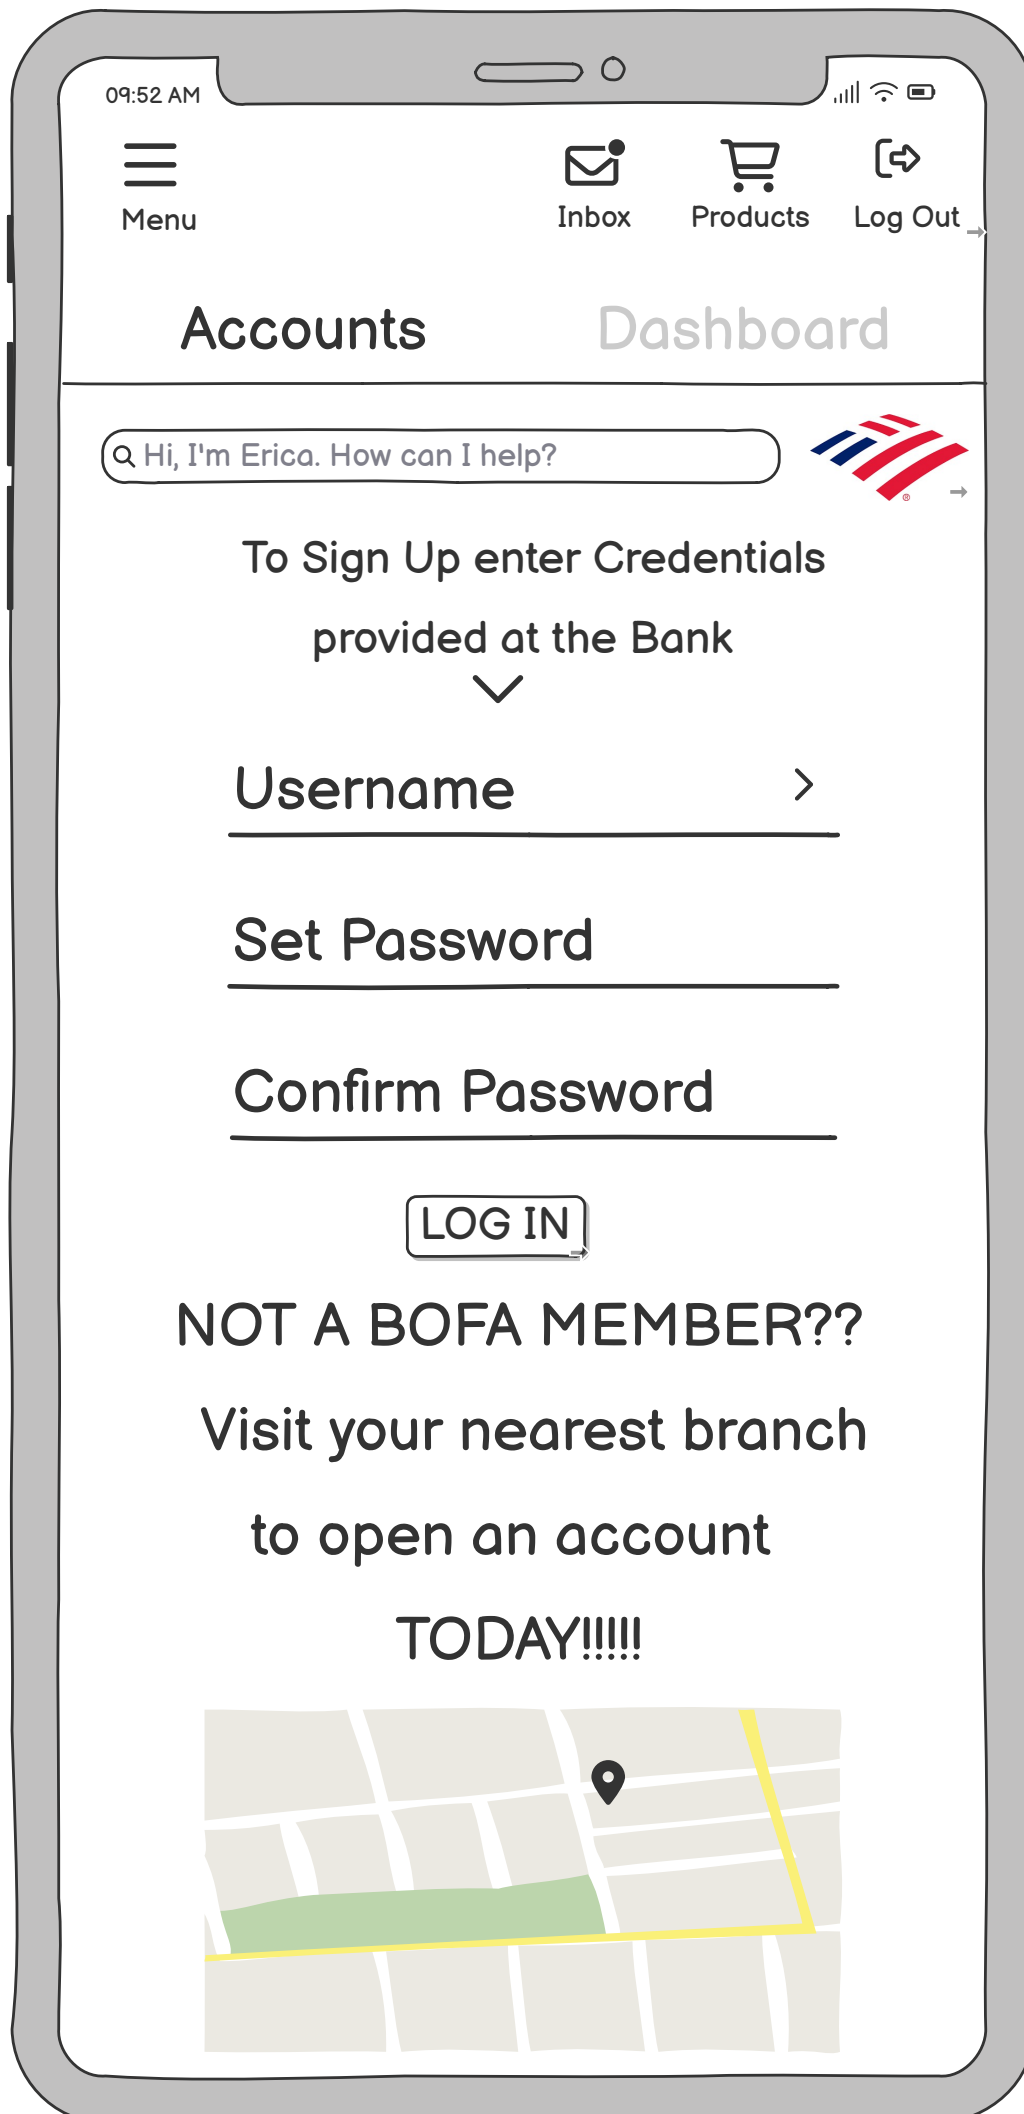 09:52 AM
Menu
Inbox
Products
Log Out
Accounts
Dashboard
Hi, I'm Erica. How can I help?
To Sign Up enter Credentials
provided at the Bank
Username
Set Password
Confirm Password
LOG IN
NOT A BOFA MEMBER??
Visit your nearest branch
to open an account
TODAY!!!!!